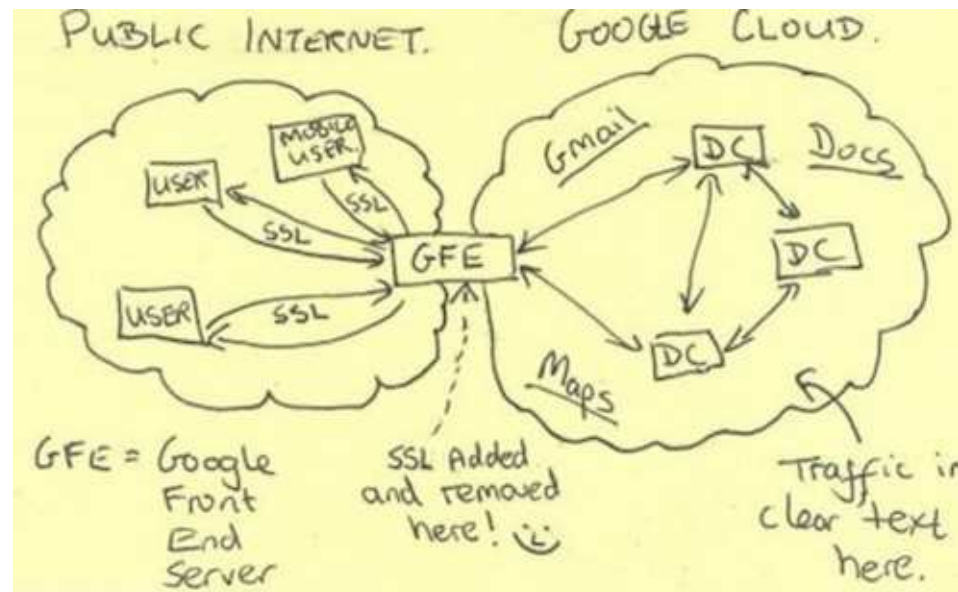 PUBLIC INTERNET.
GOOGLE CLOUD.
MOBILE
USER.
USER
SSL
SSL
USER
SSL
GFE
Gmail
DC
Docs
DC
DC
Maps
GFE = Google
Front
End
Server
SSL Added
and removed
here!
Traffic in
clear text
here.